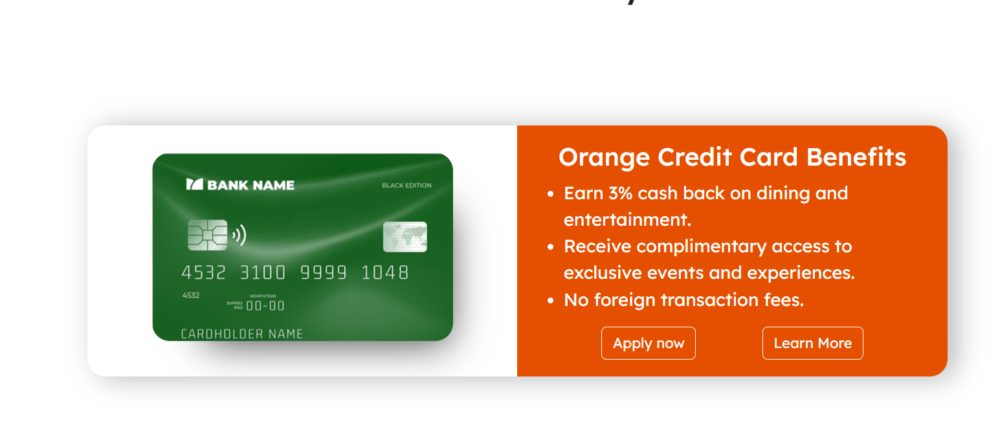 BANK NAME
BLACK EDITION
4532 3100 9999 1048
4532
MONTH/YEAR
EXPIRES
END
00-00
CARDHOLDER NAME
Orange Credit Card Benefits
• Earn 3% cash back on dining and
entertainment.
• Receive complimentary access to
exclusive events and experiences.
• No foreign transaction fees.
Apply now
Learn More